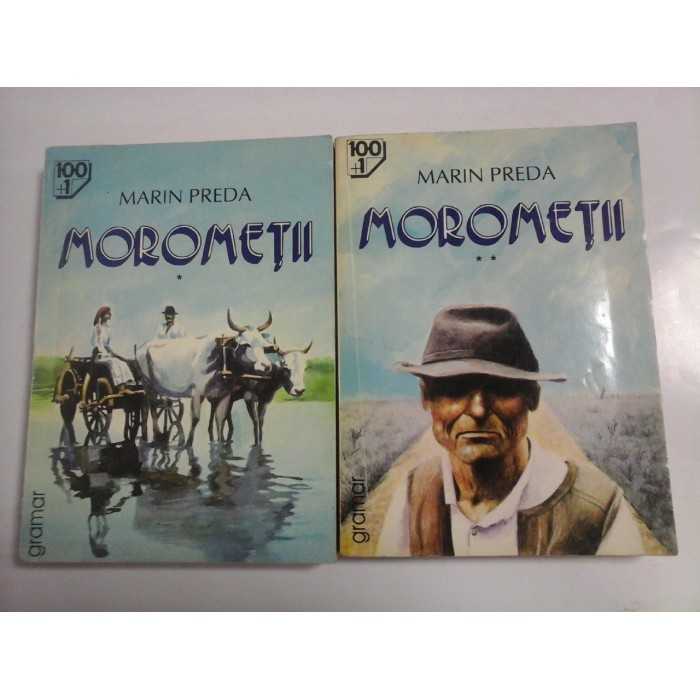 100
+1
MARIN PREDA
MOROMEȚII
*
gramar
100
+1
MARIN PREDA
MOROMEȚII
* *
gramar